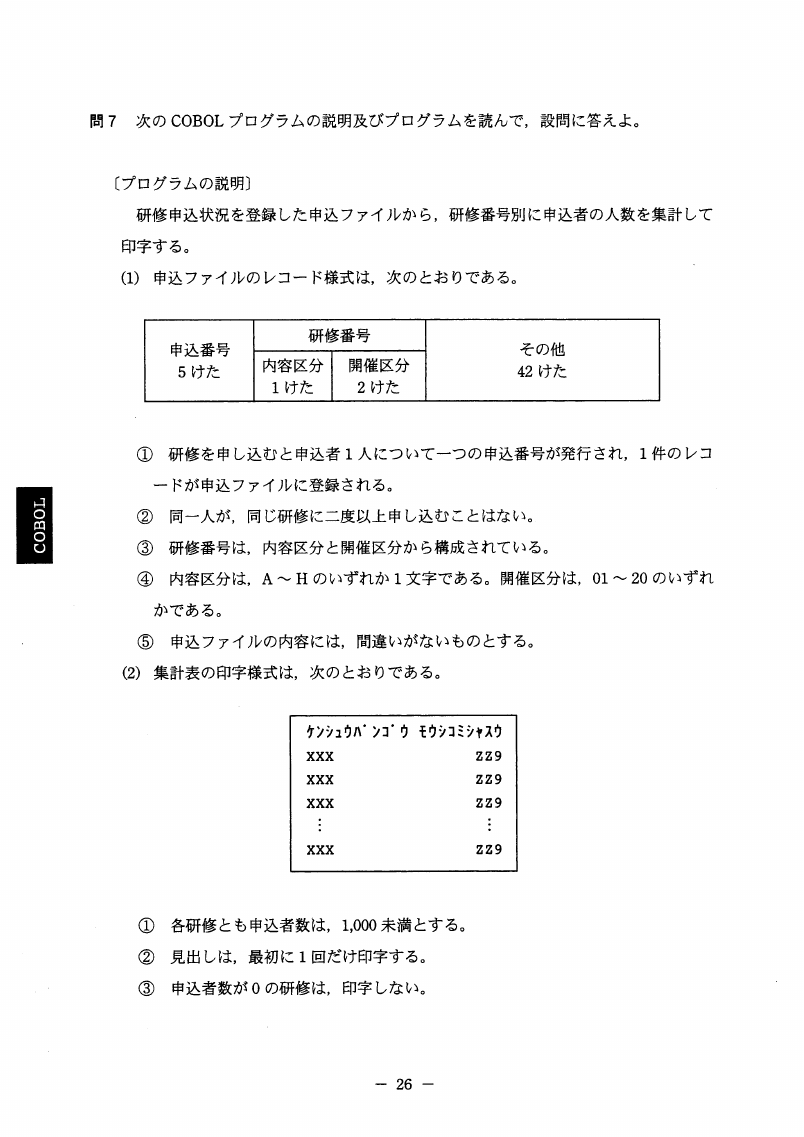 問7 次の COBOL プログラムの説明及びプログラムを読んで，設問に答えよ。
〔プログラムの説明〕
研修申込状況を登録した申込ファイルから，研修番号別に申込者の人数を集計して
印字する。
(1) 申込ファイルのレコード様式は，次のとおりである。
申込番号
5 けた
研修番号
内容区分
1 けた
開催区分
2 けた
その他
42 けた
① 研修を申し込むと申込者 1 人について一つの申込番号が発行され，1 件のレコ
ードが申込ファイルに登録される。
② 同一人が，同じ研修に二度以上申し込むことはない。
③ 研修番号は，内容区分と開催区分から構成されている。
④ 内容区分は，A ～ H のいずれか 1 文字である。開催区分は，01 ～ 20 のいずれ
かである。
⑤ 申込ファイルの内容には，間違いがないものとする。
(2) 集計表の印字様式は，次のとおりである。
ｹﾝｼｭｳﾊﾞﾝｺﾞｳ ﾓｳｼｺﾐｼｬｽｳ
XXX ZZ9
XXX ZZ9
XXX ZZ9
⋮ ⋮
XXX ZZ9
① 各研修とも申込者数は，1,000 未満とする。
② 見出しは，最初に 1 回だけ印字する。
③ 申込者数が 0 の研修は，印字しない。
COBOL
－ 26 －